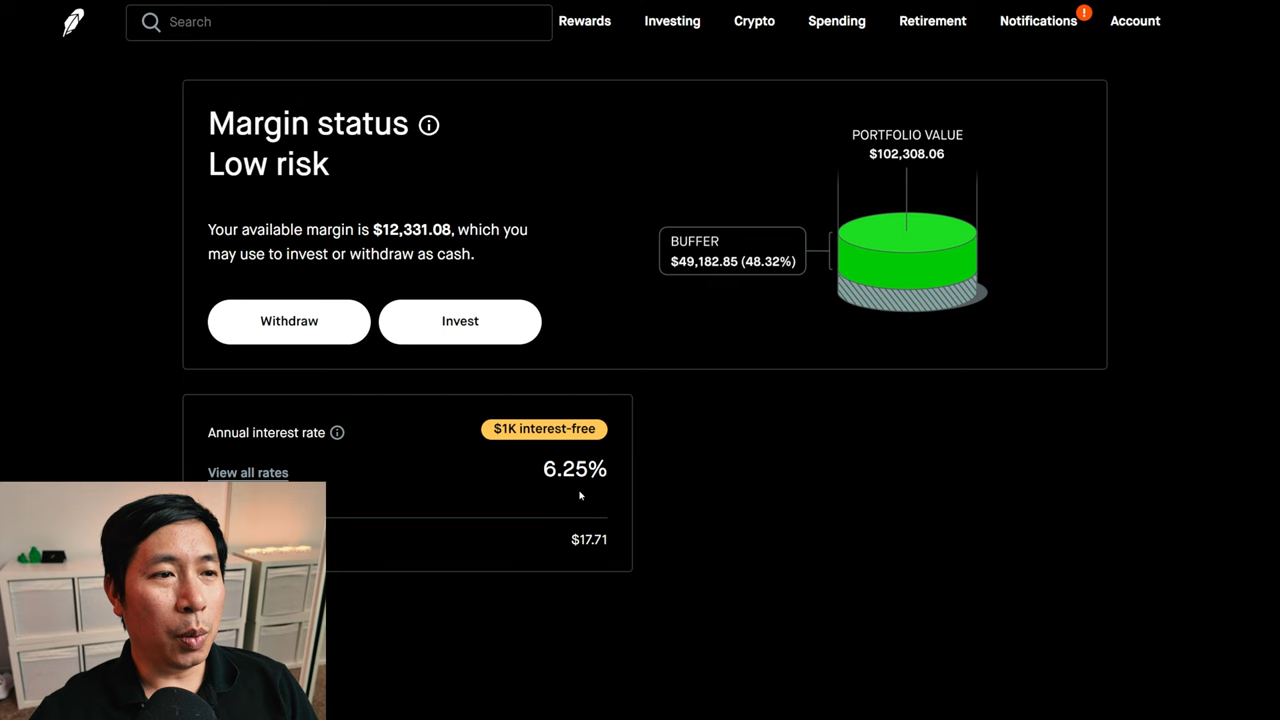 Search
Rewards
Investing
Crypto
Spending
Retirement
Notifications
!
Account
Margin status
Low risk
Your available margin is $12,331.08, which you
may use to invest or withdraw as cash.
Withdraw
Invest
PORTFOLIO VALUE
$102,308.06
BUFFER
$49,182.85 (48.32%)
Annual interest rate
$1K interest-free
View all rates
6.25%
$17.71